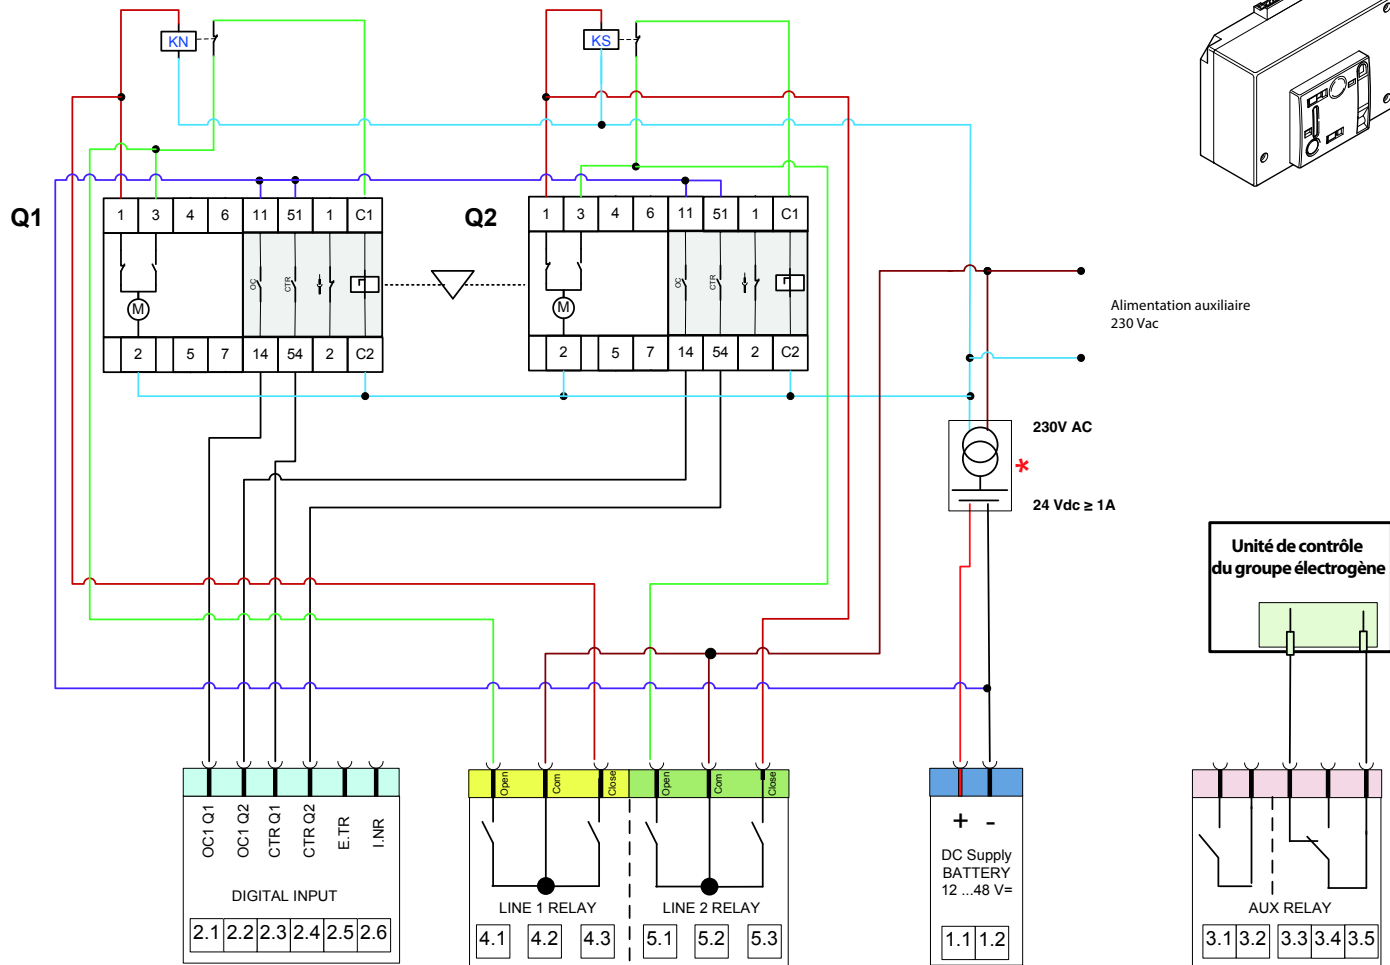 KN
KS
Q1
1 3 4 6 11 51 1 C1
OC CTR
M
2 5 7 14 54 2 C2
Q2
1 3 4 6 11 51 1 C1
OC CTR
M
2 5 7 14 54 2 C2
Alimentation auxiliaire
230 Vac
230V AC
*
24 Vdc ≥ 1A
Unité de contrôle
du groupe électrogène
OC1 Q1
OC1 Q2
CTR Q1
CTR Q2
E.TR
I.NR
DIGITAL INPUT
2.1 2.2 2.3 2.4 2.5 2.6
Open Com Close
LINE 1 RELAY
4.1 4.2 4.3
Open Com Close
LINE 2 RELAY
5.1 5.2 5.3
+ -
DC Supply
BATTERY
12 ...48 V=
1.1 1.2
AUX RELAY
3.1 3.2 3.3 3.4 3.5